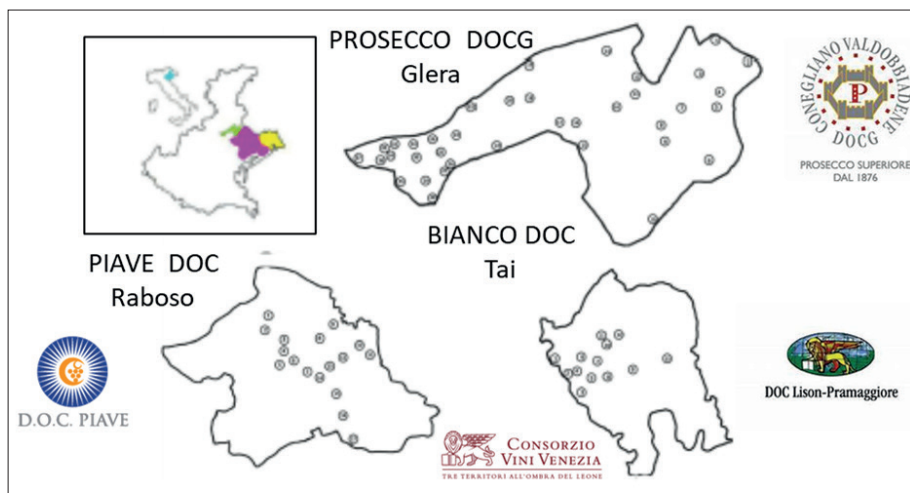 PROSECCO DOCG
Glera
CONEGLIANO VALDOBBIADENE
DOCG
P
PROSECCO SUPERIORE
DAL 1876
BIANCO DOC
Tai
PIAVE DOC
Raboso
D.O.C. PIAVE
DOC Lison-Pramaggiore
CONSORZIO
VINI VENEZIA
TRE TERRITORI ALL'OMBRA DEL LEONE